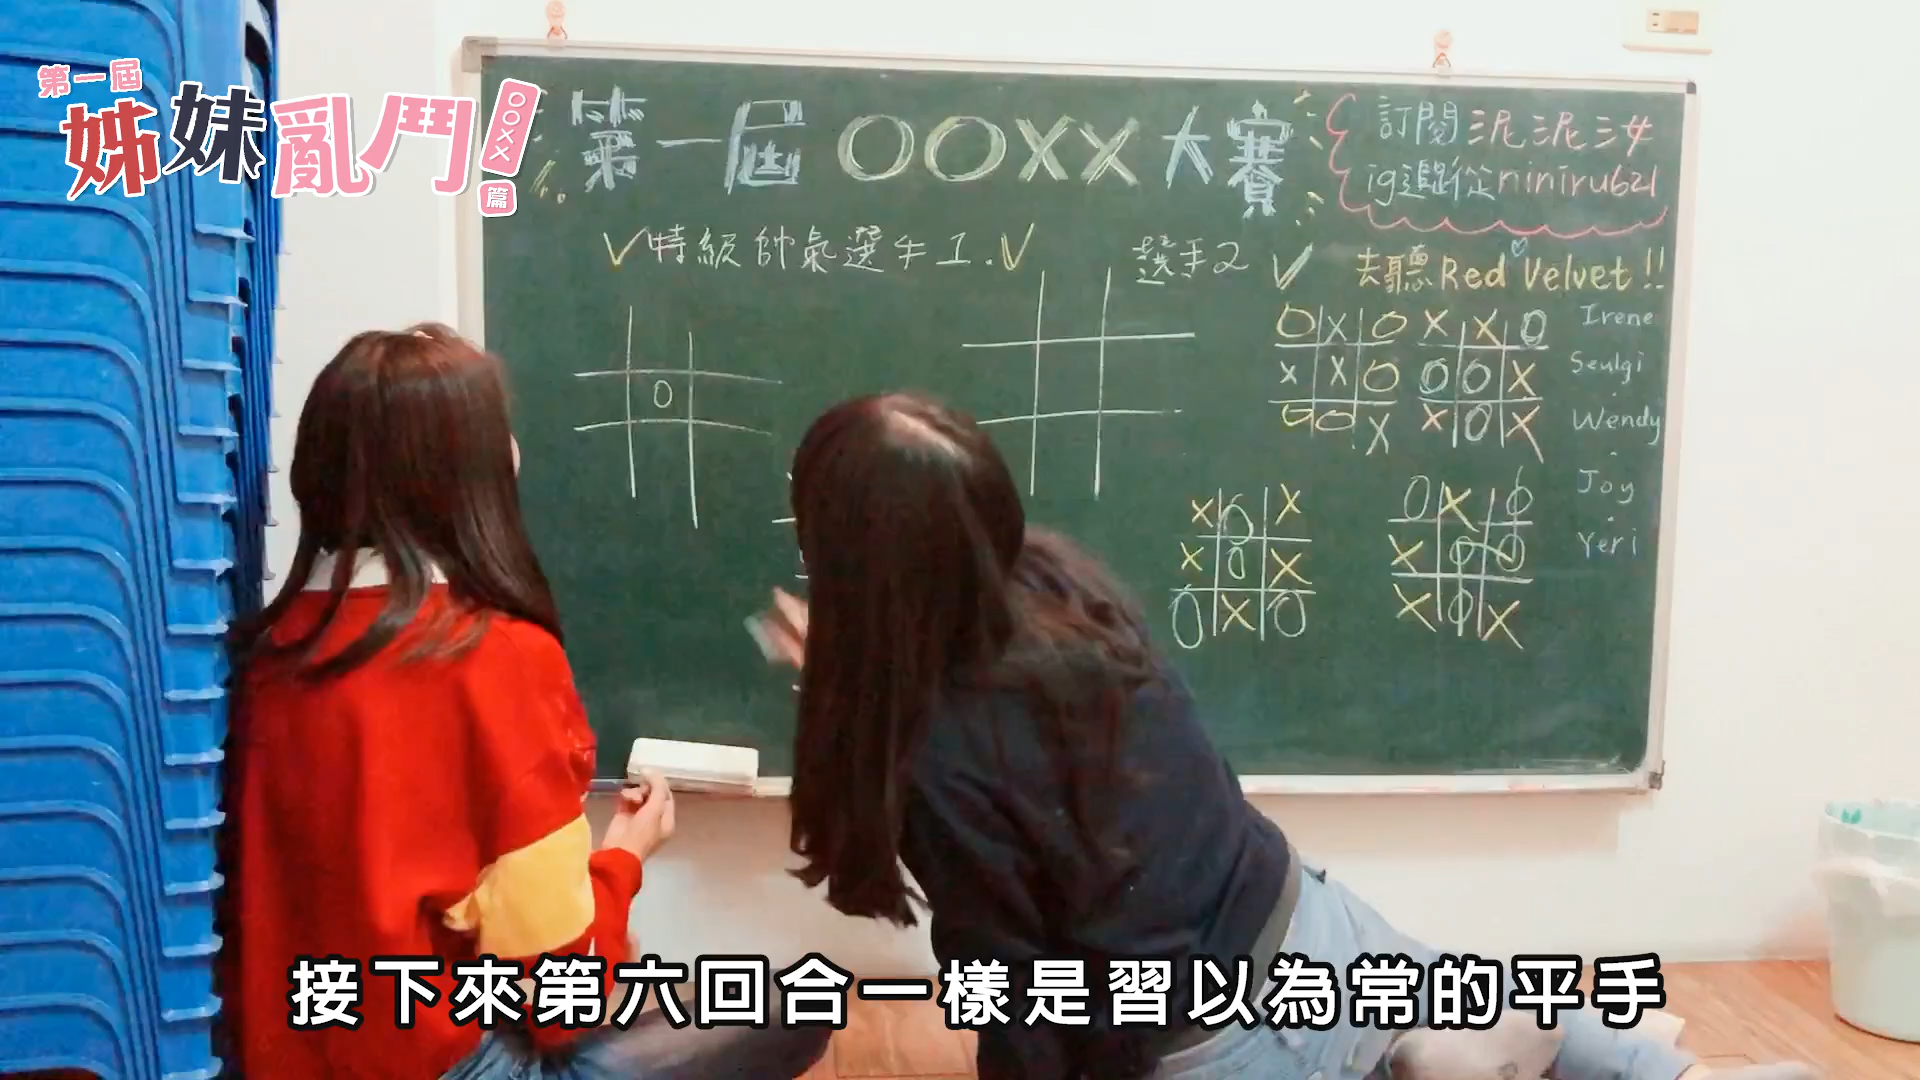 第一屆
姊妹亂鬥!
OOXX
篇
第一屆OOXX大賽
訂閱泥泥汝
ig追蹤niniru621
✓特級帥氣選手1.✓
選手2 ✓
去聽Red Velvet!!
Irene
Seulgi
Wendy
Joy
Yeri
O X O
X X O
O O X
X X O
O O X
X O X
X O X
X O X
O X O
O X O
X O O
X O X
O
接下來第六回合一樣是習以為常的平手